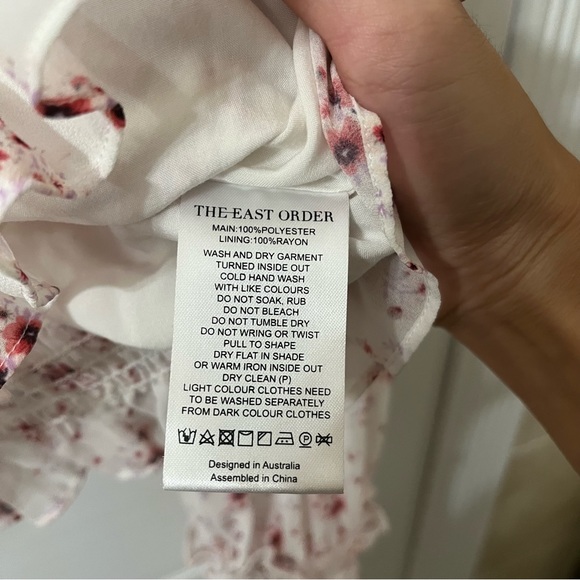 THE EAST ORDER
MAIN:100%POLYESTER
LINING:100%RAYON
WASH AND DRY GARMENT
TURNED INSIDE OUT
COLD HAND WASH
WITH LIKE COLOURS
DO NOT SOAK, RUB
DO NOT BLEACH
DO NOT TUMBLE DRY
DO NOT WRING OR TWIST
PULL TO SHAPE
DRY FLAT IN SHADE
OR WARM IRON INSIDE OUT
DRY CLEAN (P)
LIGHT COLOUR CLOTHES NEED
TO BE WASHED SEPARATELY
FROM DARK COLOUR CLOTHES
P
Designed in Australia
Assembled in China